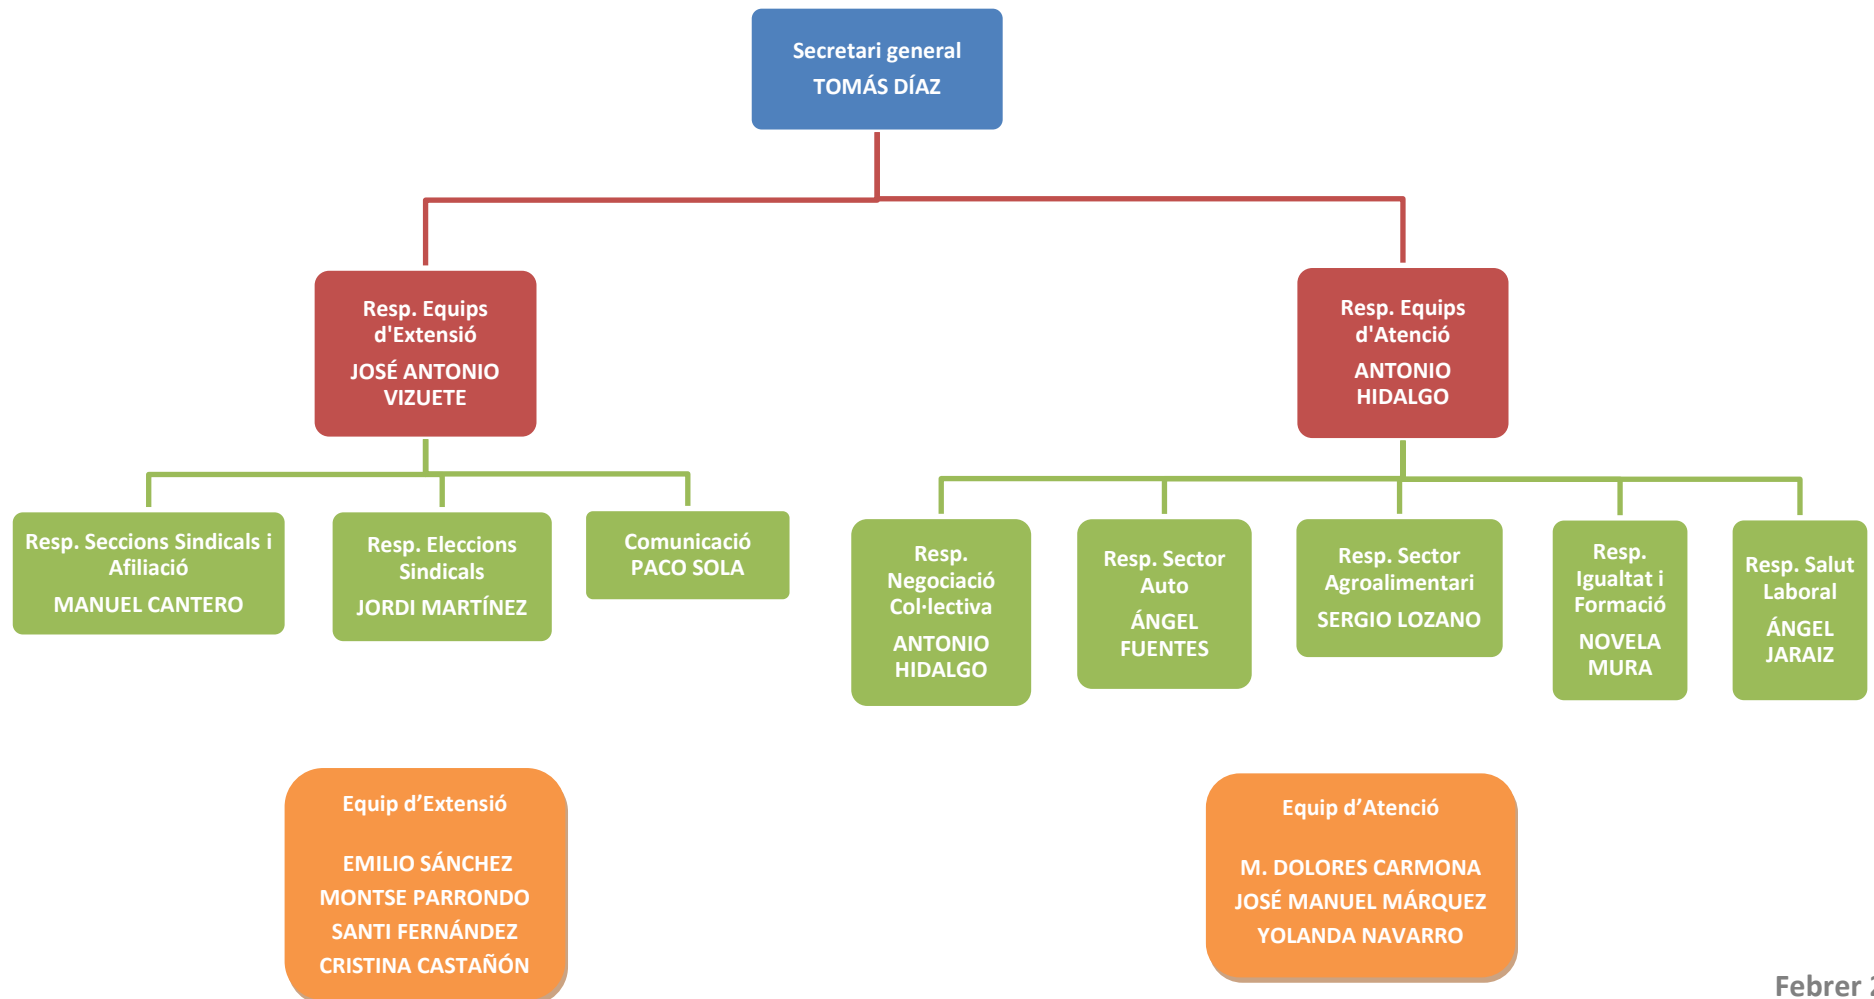 Secretari general
TOMÁS DÍAZ
Resp. Equips
d'Extensió
JOSÉ ANTONIO
VIZUETE
Resp. Equips
d'Atenció
ANTONIO
HIDALGO
Resp. Seccions Sindicals i
Afiliació
MANUEL CANTERO
Resp. Eleccions
Sindicals
JORDI MARTÍNEZ
Comunicació
PACO SOLA
Resp.
Negociació
Col·lectiva
ANTONIO
HIDALGO
Resp. Sector
Auto
ÁNGEL
FUENTES
Resp. Sector
Agroalimentari
SERGIO LOZANO
Resp.
Igualtat i
Formació
NOVELA
MURA
Resp. Salut
Laboral
ÁNGEL
JARAIZ
Equip d’Extensió
EMILIO SÁNCHEZ
MONTSE PARRONDO
SANTI FERNÁNDEZ
CRISTINA CASTAÑÓN
Equip d’Atenció
M. DOLORES CARMONA
JOSÉ MANUEL MÁRQUEZ
YOLANDA NAVARRO
Febrer